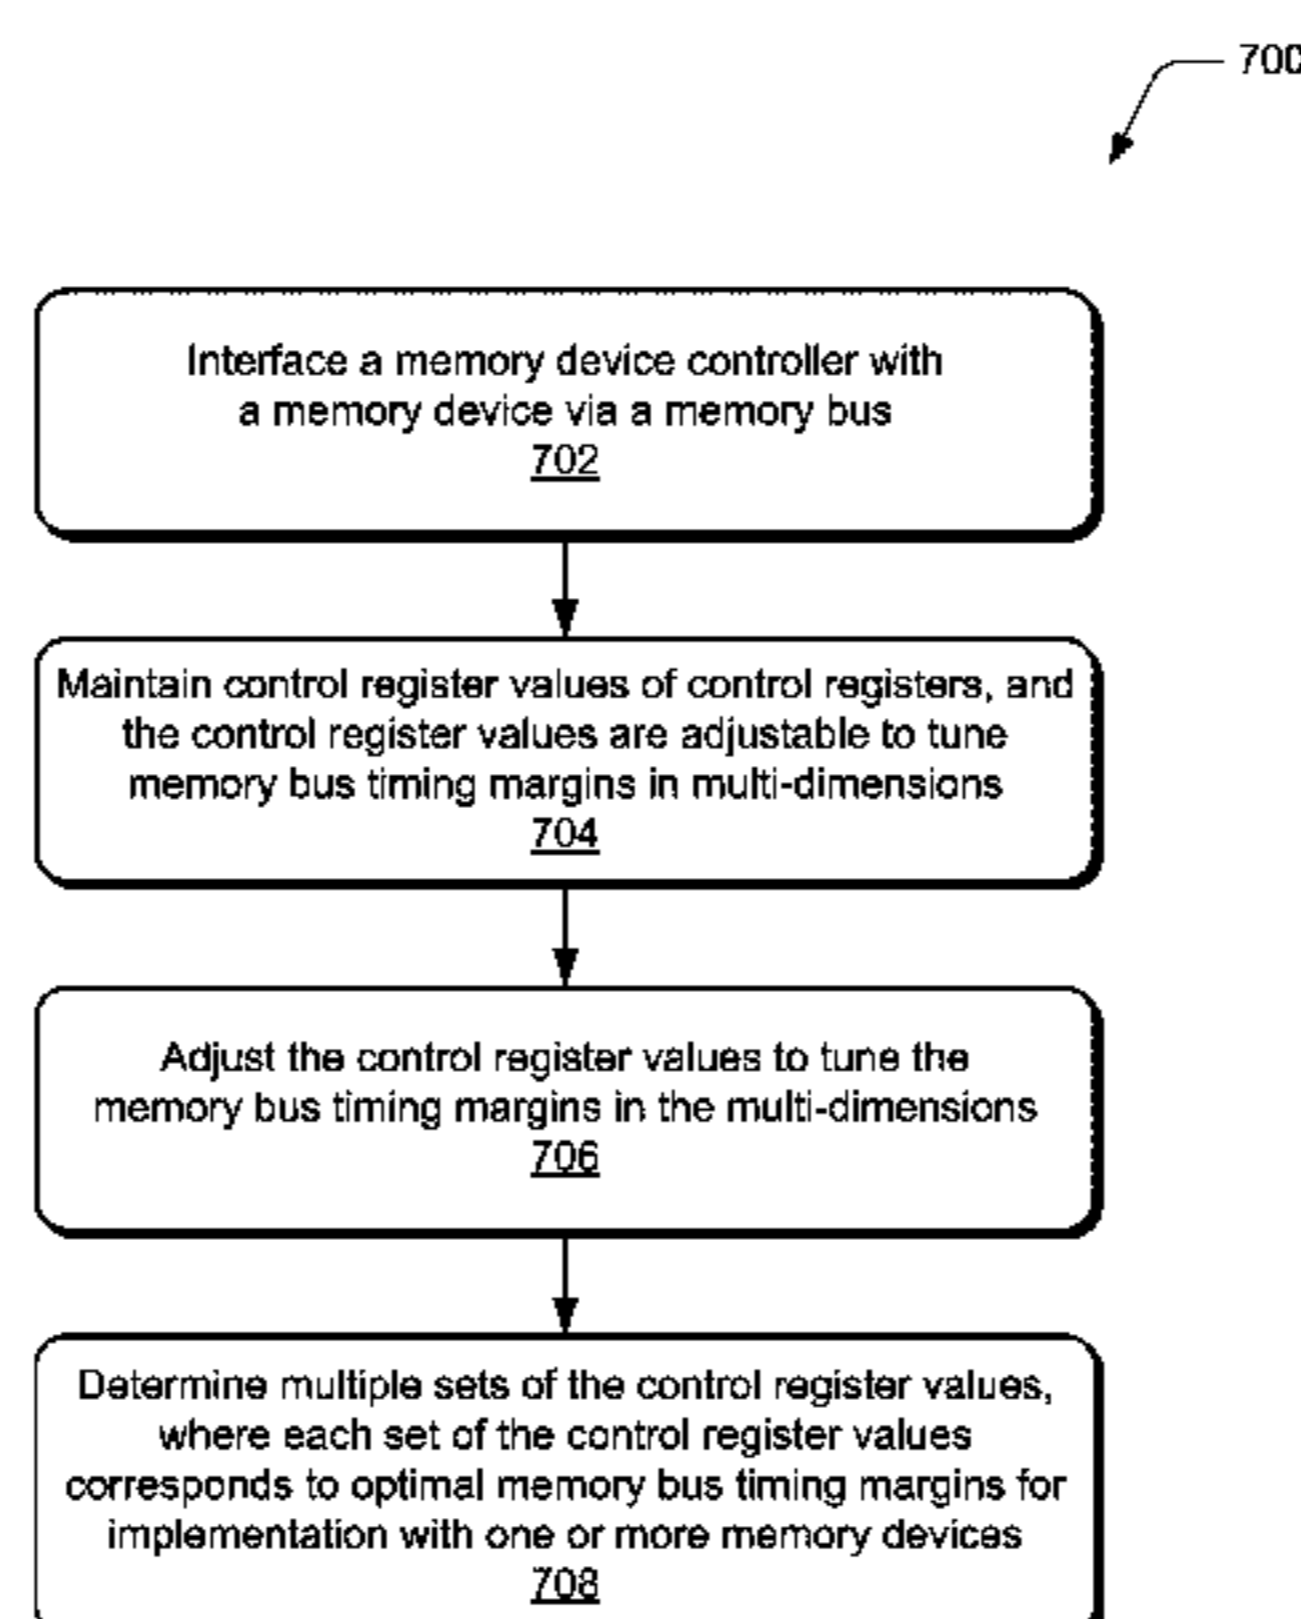 700
Interface a memory device controller with
a memory device via a memory bus
702
Maintain control register values of control registers, and
the control register values are adjustable to tune
memory bus timing margins in multi-dimensions
704
Adjust the control register values to tune the
memory bus timing margins in the multi-dimensions
706
Determine multiple sets of the control register values,
where each set of the control register values
corresponds to optimal memory bus timing margins for
implementation with one or more memory devices
708